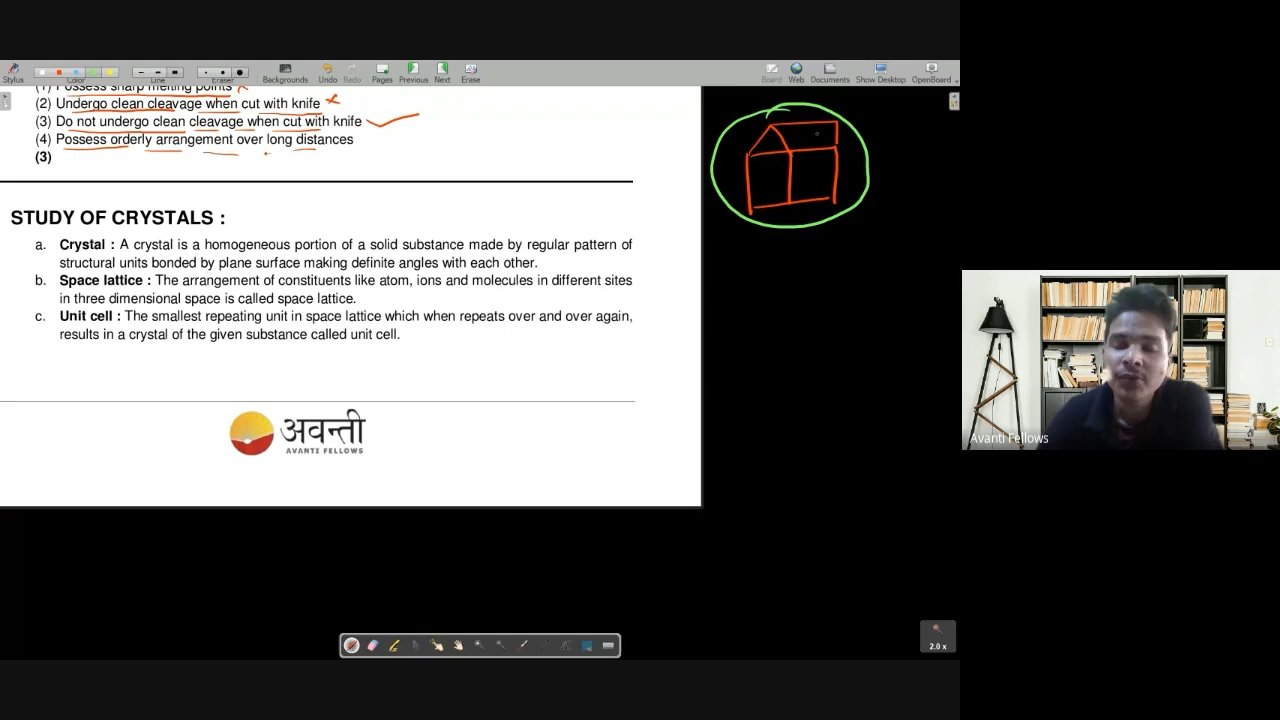 Stylus
Color
Line
Eraser
Backgrounds
Undo
Redo
Pages
Previous
Next
Erase
Board
Web
Documents
Show Desktop
OpenBoard
(1) Possess sharp melting points
(2) Undergo clean cleavage when cut with knife
(3) Do not undergo clean cleavage when cut with knife
(4) Possess orderly arrangement over long distances
(3)
STUDY OF CRYSTALS :
a. Crystal : A crystal is a homogeneous portion of a solid substance made by regular pattern of
structural units bonded by plane surface making definite angles with each other.
b. Space lattice : The arrangement of constituents like atom, ions and molecules in different sites
in three dimensional space is called space lattice.
c. Unit cell : The smallest repeating unit in space lattice which when repeats over and over again,
results in a crystal of the given substance called unit cell.
अवन्ती
AVANTI FELLOWS
Avanti Fellows
2.0 x